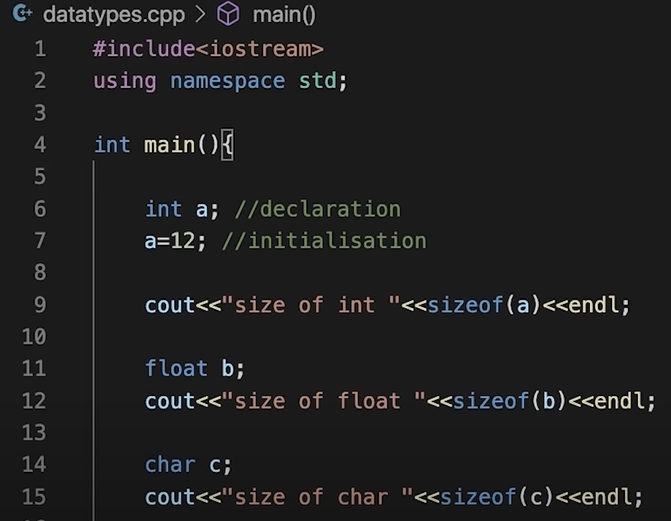 datatypes.cpp > main()
1 #include<iostream>
2 using namespace std;
3
4 int main(){
5
6 int a; //declaration
7 a=12; //initialisation
8
9 cout<<"size of int "<<sizeof(a)<<endl;
10
11 float b;
12 cout<<"size of float "<<sizeof(b)<<endl;
13
14 char c;
15 cout<<"size of char "<<sizeof(c)<<endl;